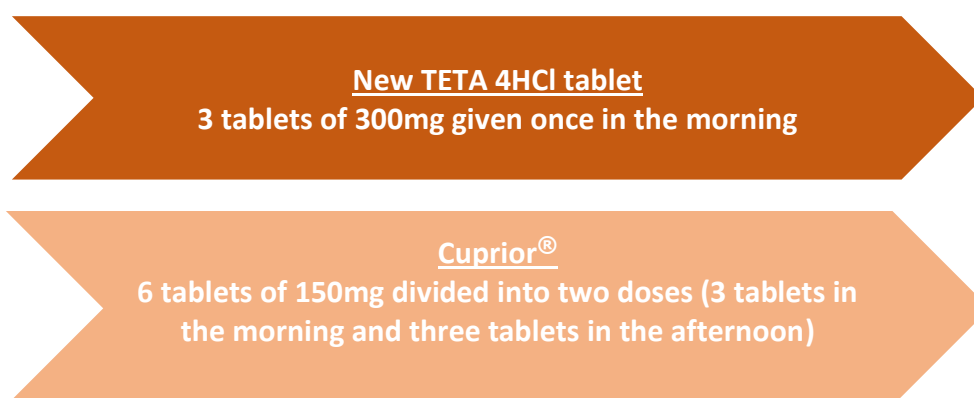 New TETA 4HCl tablet
3 tablets of 300mg given once in the morning
Cuprior®
6 tablets of 150mg divided into two doses (3 tablets in
the morning and three tablets in the afternoon)